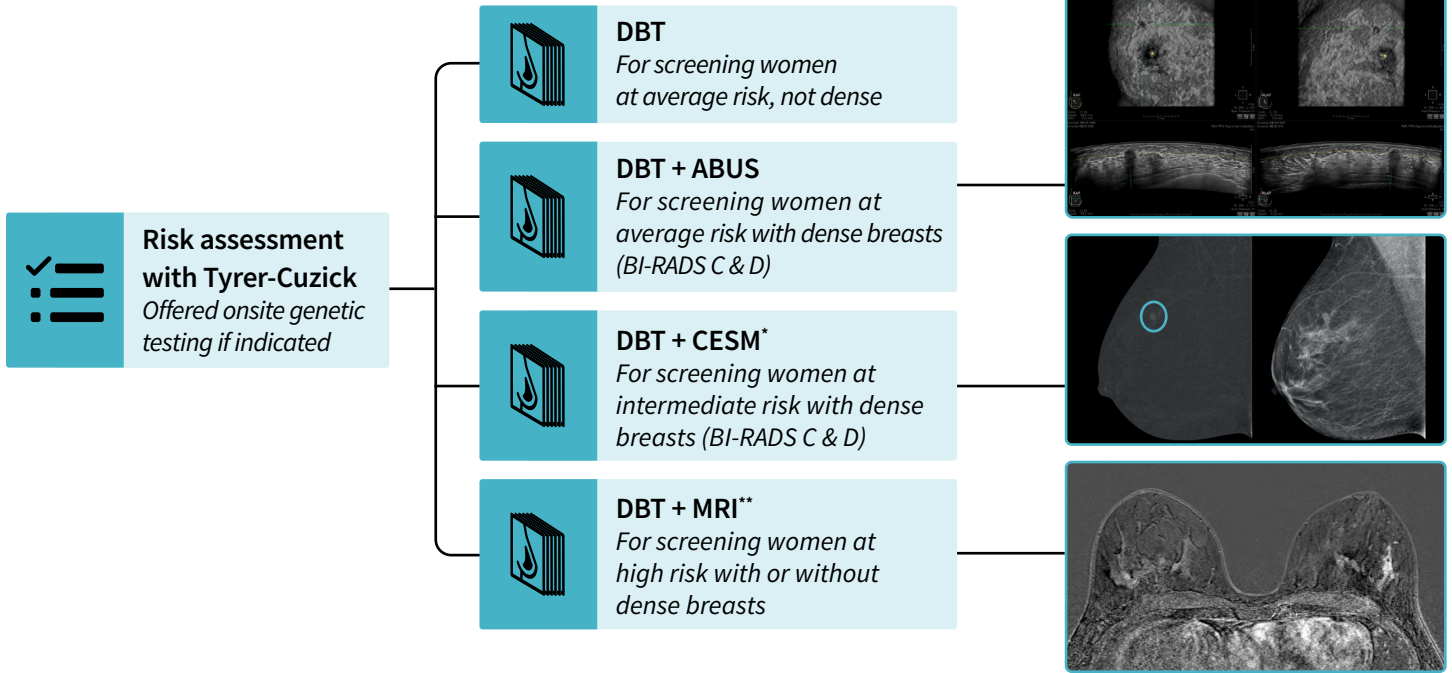 Risk assessment
with Tyrer-Cuzick
Offered onsite genetic
testing if indicated
DBT
For screening women
at average risk, not dense
DBT + ABUS
For screening women at
average risk with dense breasts
(BI-RADS C & D)
DBT + CESM*
For screening women at
intermediate risk with dense
breasts (BI-RADS C & D)
DBT + MRI**
For screening women at
high risk with or without
dense breasts